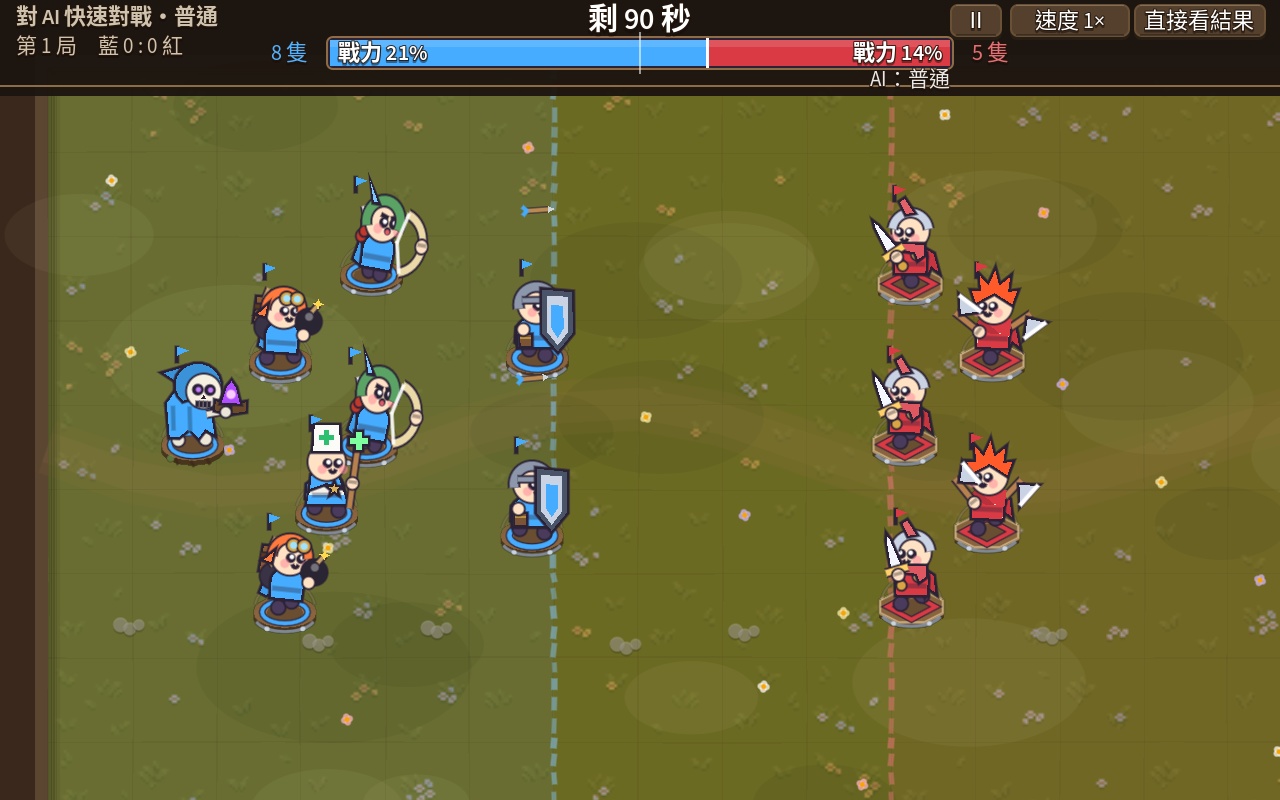 對 AI 快速對戰・普通
第 1 局 藍 0 : 0 紅
8 隻
剩 90 秒
戰力 21%
戰力 14%
5 隻
AI：普通
II
速度 1×
直接看結果